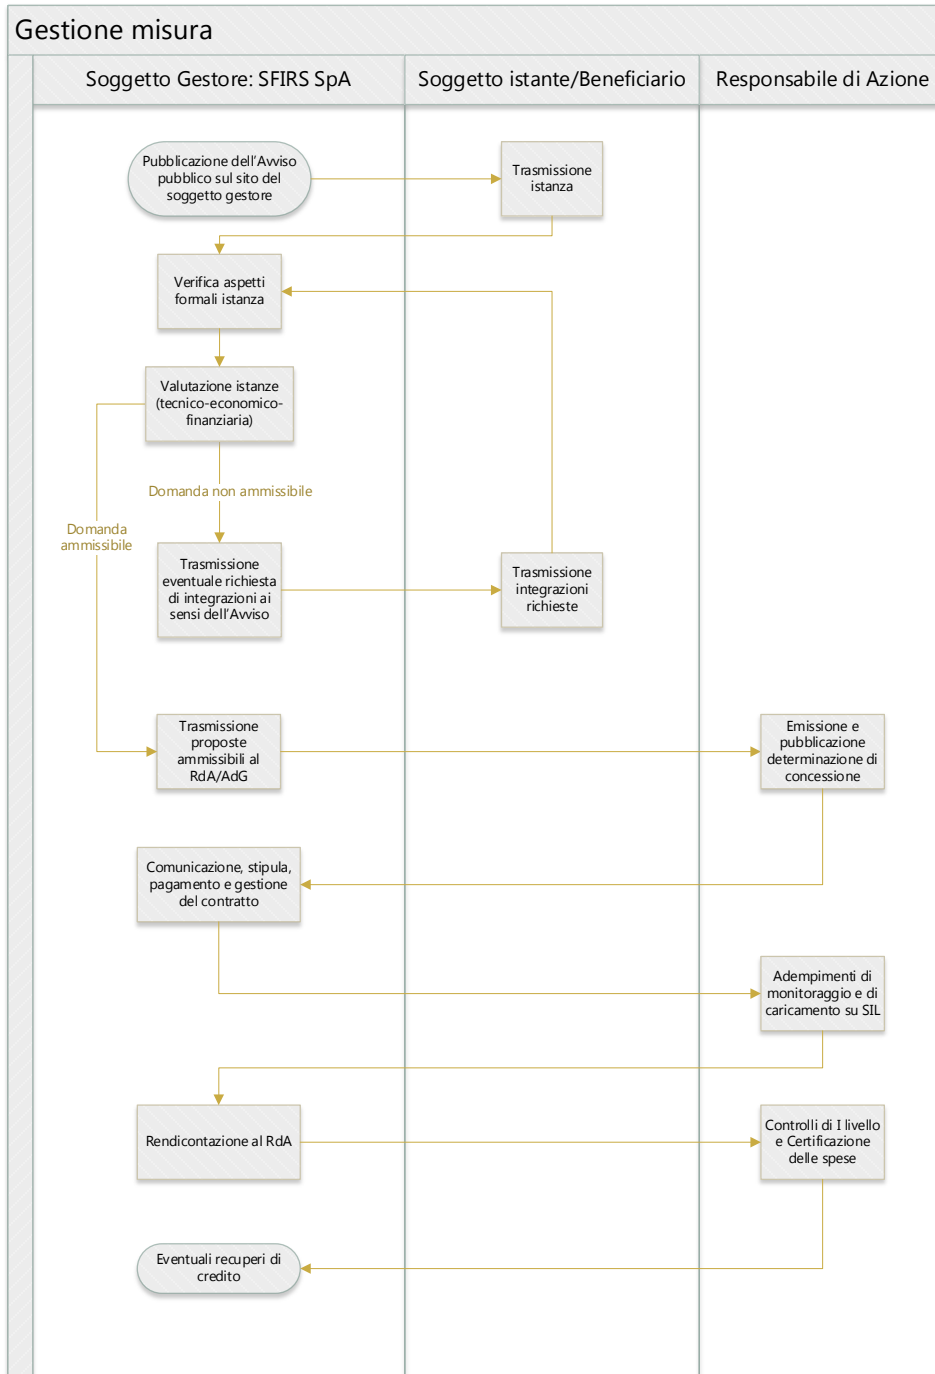 Gestione misura
Soggetto Gestore: SFIRS SpA
Soggetto istante/Beneficiario
Responsabile di Azione
Pubblicazione dell'Avviso
pubblico sul sito del
soggetto gestore
Trasmissione
istanza
Verifica aspetti
formali istanza
Valutazione istanze
(tecnico-economico-
finanziaria)
Domanda non ammissibile
Domanda
ammissibile
Trasmissione
eventuale richiesta
di integrazioni ai
sensi dell'Avviso
Trasmissione
integrazioni
richieste
Trasmissione
proposte
ammissibili al
RdA/AdG
Emissione e
pubblicazione
determinazione di
concessione
Comunicazione, stipula,
pagamento e gestione
del contratto
Adempimenti di
monitoraggio e di
caricamento su SIL
Rendicontazione al RdA
Controlli di I livello
e Certificazione
delle spese
Eventuali recuperi di
credito